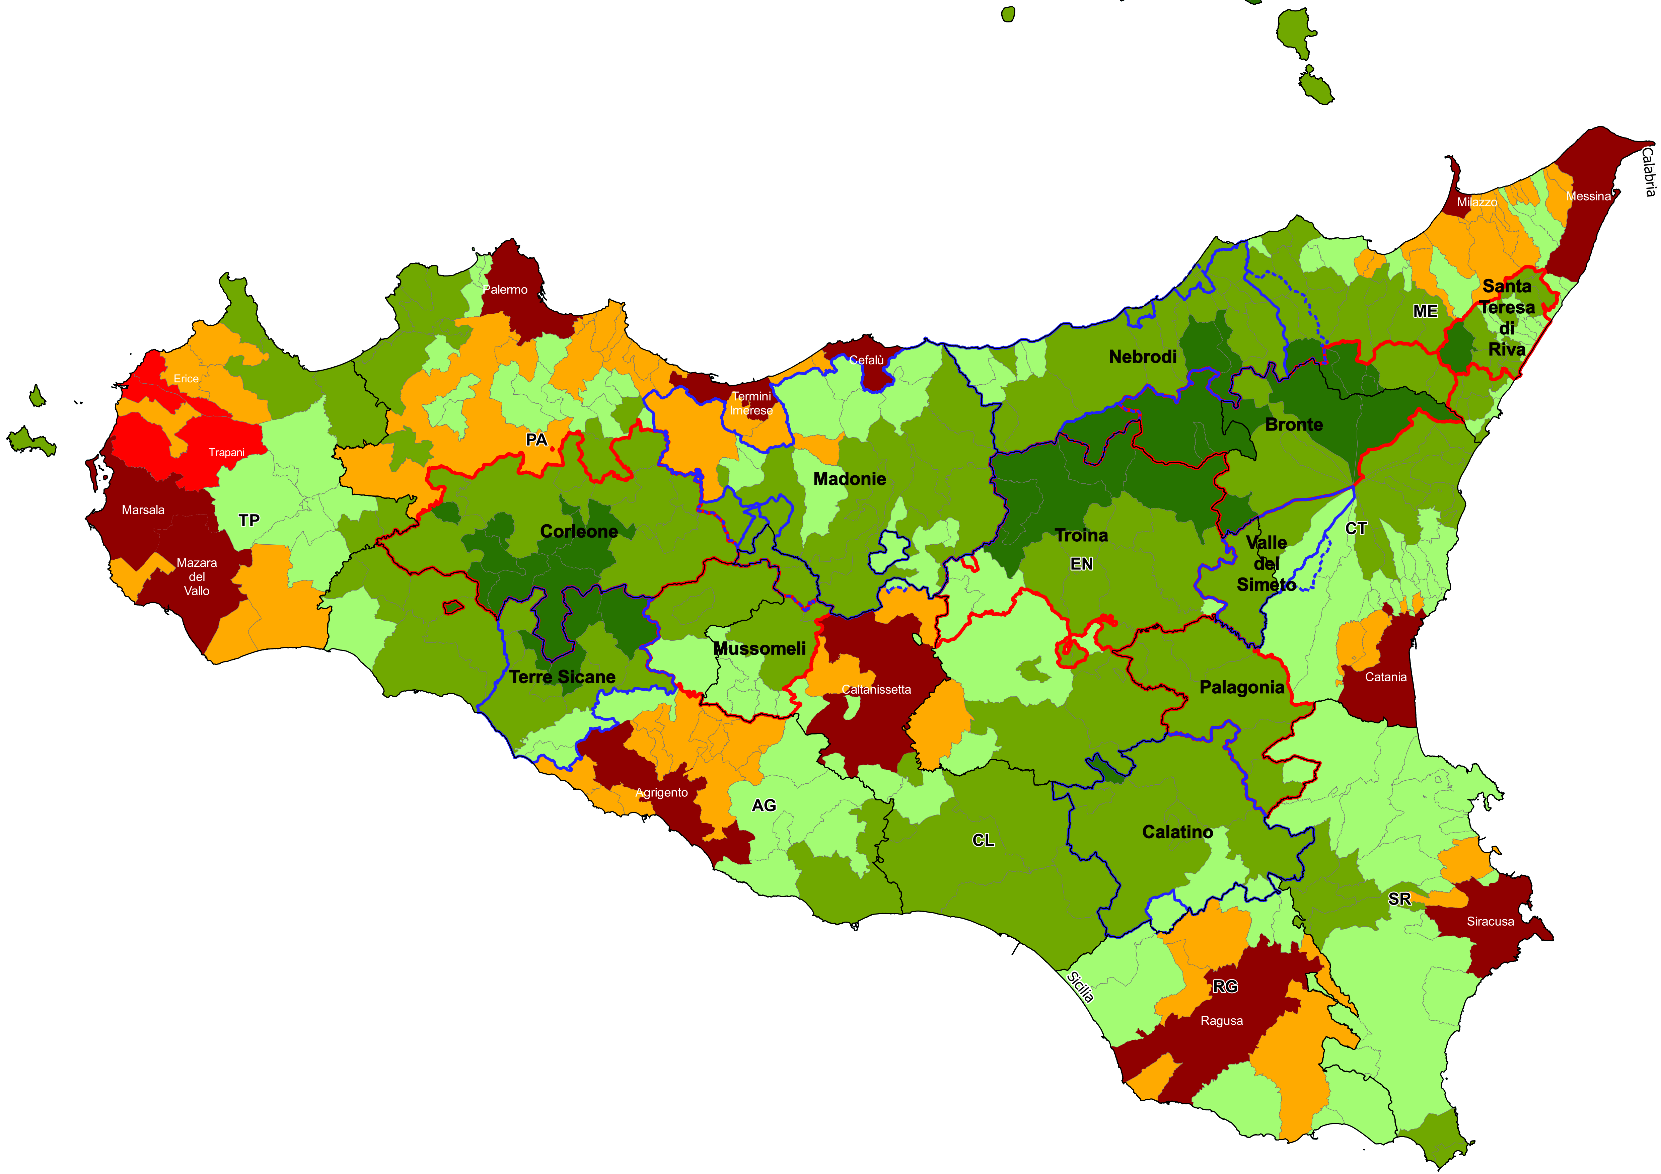 Calabria
Messina
Milazzo
Santa
Teresa
di
Riva
ME
Palermo
Nebrodi
Cefalù
Erice
Termini
Imerese
Bronte
PA
Trapani
Madonie
Marsala
TP
Corleone
Troina
EN
CT
Valle
del
Simeto
Mazara
del
Vallo
Mussomeli
Terre Sicane
Caltanissetta
Palagonia
Catania
Agrigento
AG
CL
Calatino
SR
Siracusa
Sicilia
RG
Ragusa